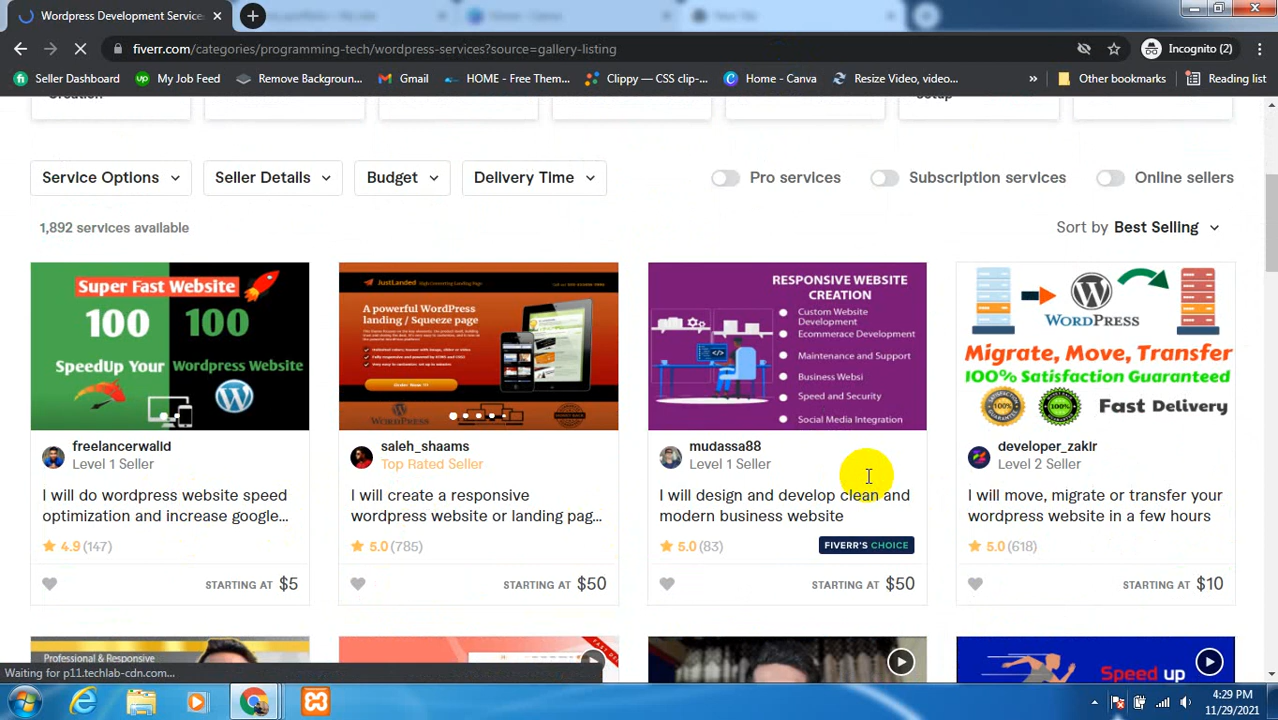 Wordpress Development Service
fiverr.com/categories/programming-tech/wordpress-services?source=gallery-listing
Incognito (2)
Seller Dashboard
My Job Feed
Remove Backgroun...
Gmail
HOME - Free Them...
Clippy — CSS clip-...
Home - Canva
Resize Video, video...
»
Other bookmarks
Reading list
Creation
Setup
Service Options
Seller Details
Budget
Delivery Time
Pro services
Subscription services
Online sellers
1,892 services available
Sort by Best Selling
Super Fast Website
100 100
SpeedUp Your Wordpress Website
JustLanded
A powerful WordPress
landing / Squeeze page
WORDPRESS
RESPONSIVE WEBSITE
CREATION
Custom Website
Development
Ecommerace Development
Maintenance and Support
Business Websi
Speed and Security
Social Media Integration
WORDPRESS
Migrate, Move, Transfer
100% Satisfaction Guaranteed
100% 100% Fast Delivery
freelancerwalid
Level 1 Seller
I will do wordpress website speed
optimization and increase google...
4.9 (147)
STARTING AT $5
saleh_shaams
Top Rated Seller
I will create a responsive
wordpress website or landing pag...
5.0 (785)
STARTING AT $50
mudassa88
Level 1 Seller
I will design and develop clean and
modern business website
5.0 (83)
FIVERR'S CHOICE
STARTING AT $50
developer_zakir
Level 2 Seller
I will move, migrate or transfer your
wordpress website in a few hours
5.0 (618)
STARTING AT $10
Professional & Responsive
Speed up
Waiting for p11.techlab-cdn.com...
4:29 PM
11/29/2021